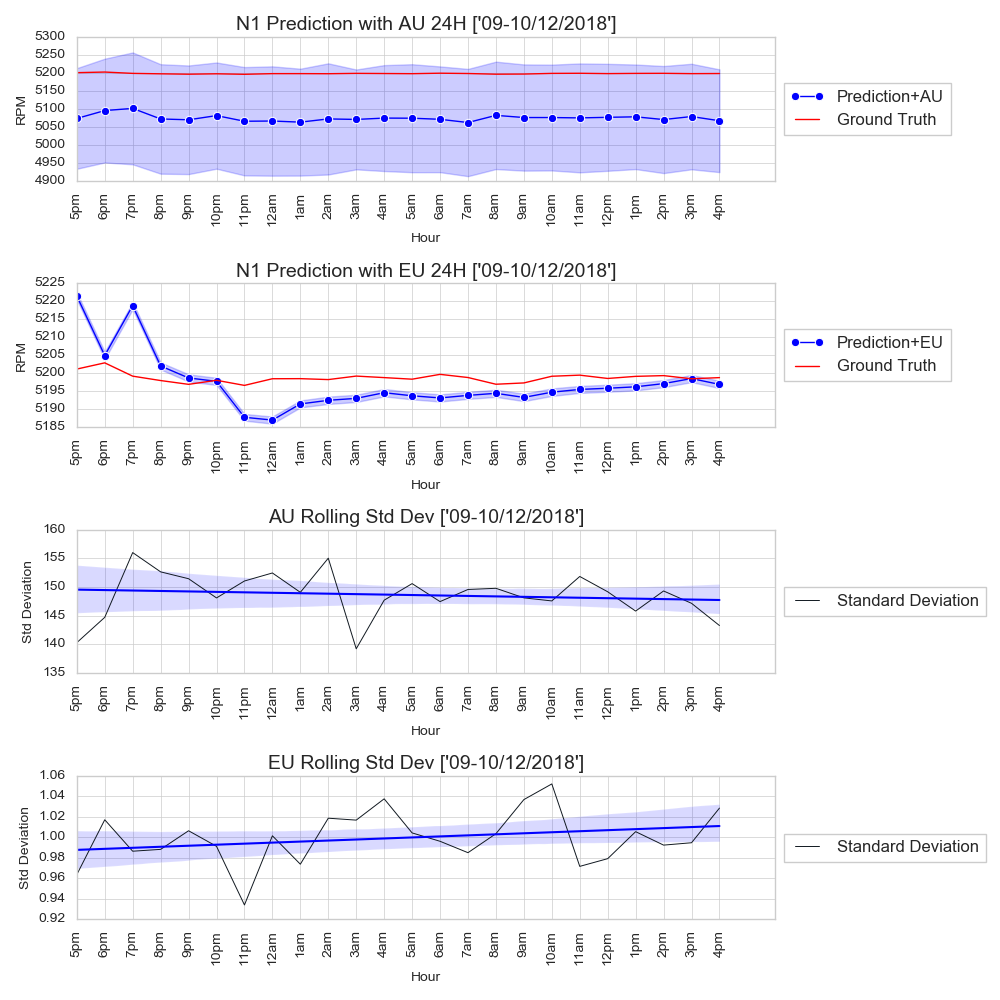 N1 Prediction with AU 24H ['09-10/12/2018']
5300
5250
5200
5150
5100
5050
5000
4950
4900
RPM
5pm 6pm 7pm 8pm 9pm 10pm 11pm 12am 1am 2am 3am 4am 5am 6am 7am 8am 9am 10am 11am 12pm 1pm 2pm 3pm 4pm
Hour
Prediction+AU
Ground Truth
N1 Prediction with EU 24H ['09-10/12/2018']
5225
5220
5215
5210
5205
5200
5195
5190
5185
RPM
5pm 6pm 7pm 8pm 9pm 10pm 11pm 12am 1am 2am 3am 4am 5am 6am 7am 8am 9am 10am 11am 12pm 1pm 2pm 3pm 4pm
Hour
Prediction+EU
Ground Truth
AU Rolling Std Dev ['09-10/12/2018']
160
155
150
145
140
135
Std Deviation
5pm 6pm 7pm 8pm 9pm 10pm 11pm 12am 1am 2am 3am 4am 5am 6am 7am 8am 9am 10am 11am 12pm 1pm 2pm 3pm 4pm
Hour
Standard Deviation
EU Rolling Std Dev ['09-10/12/2018']
1.06
1.04
1.02
1.00
0.98
0.96
0.94
0.92
Std Deviation
5pm 6pm 7pm 8pm 9pm 10pm 11pm 12am 1am 2am 3am 4am 5am 6am 7am 8am 9am 10am 11am 12pm 1pm 2pm 3pm 4pm
Hour
Standard Deviation